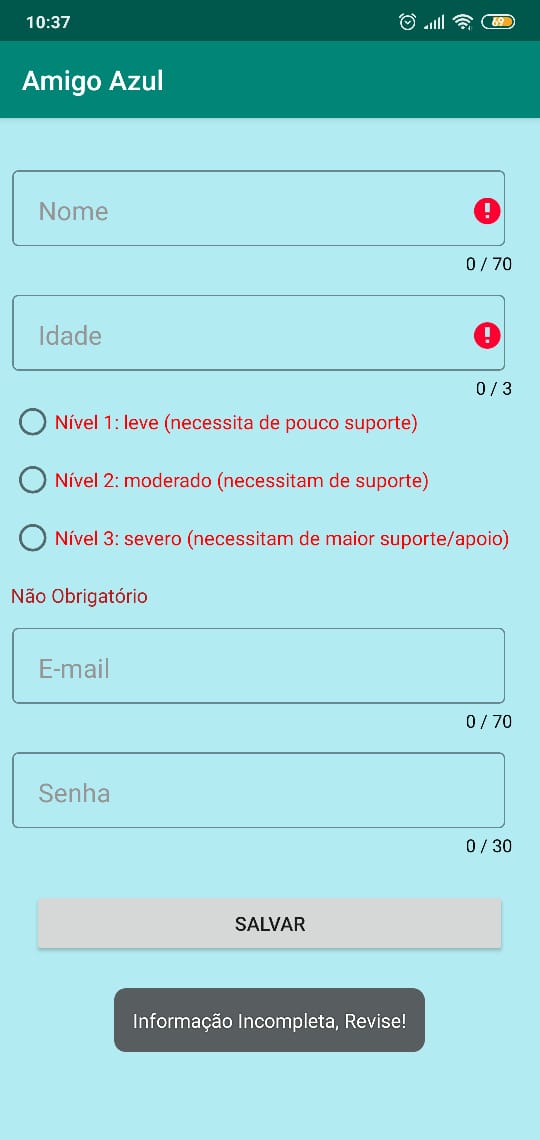 10:37
69
Amigo Azul
Nome
0 / 70
Idade
0 / 3
Nível 1: leve (necessita de pouco suporte)
Nível 2: moderado (necessitam de suporte)
Nível 3: severo (necessitam de maior suporte/apoio)
Não Obrigatório
E-mail
0 / 70
Senha
0 / 30
SALVAR
Informação Incompleta, Revise!